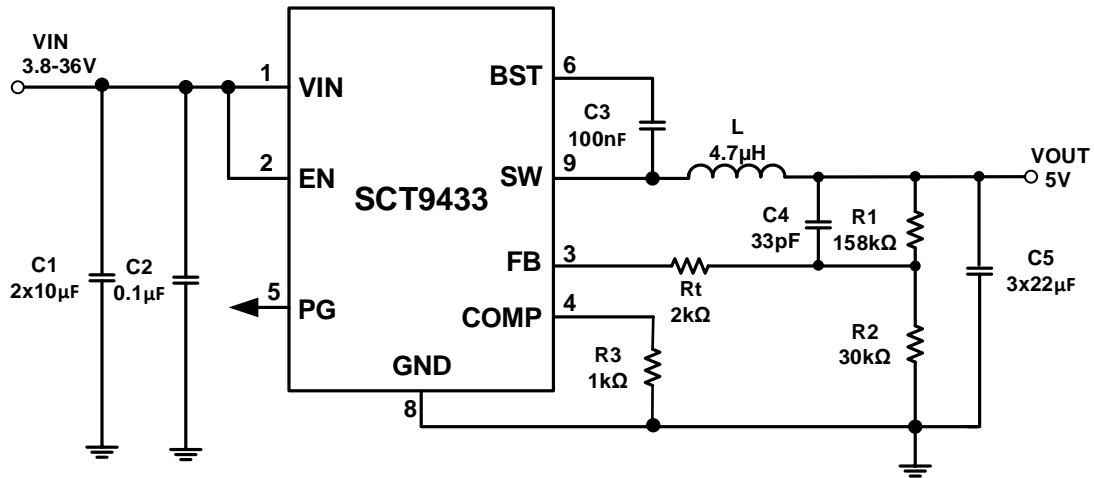 VIN
3.8-36V
1
VIN
2
EN
5
PG
SCT9433
BST
6
SW
9
FB
3
COMP
4
GND
8
C1
2x10μF
C2
0.1μF
C3
100nF
L
4.7μH
VOUT
5V
C4
33pF
R1
158kΩ
C5
3x22μF
Rt
2kΩ
R2
30kΩ
R3
1kΩ